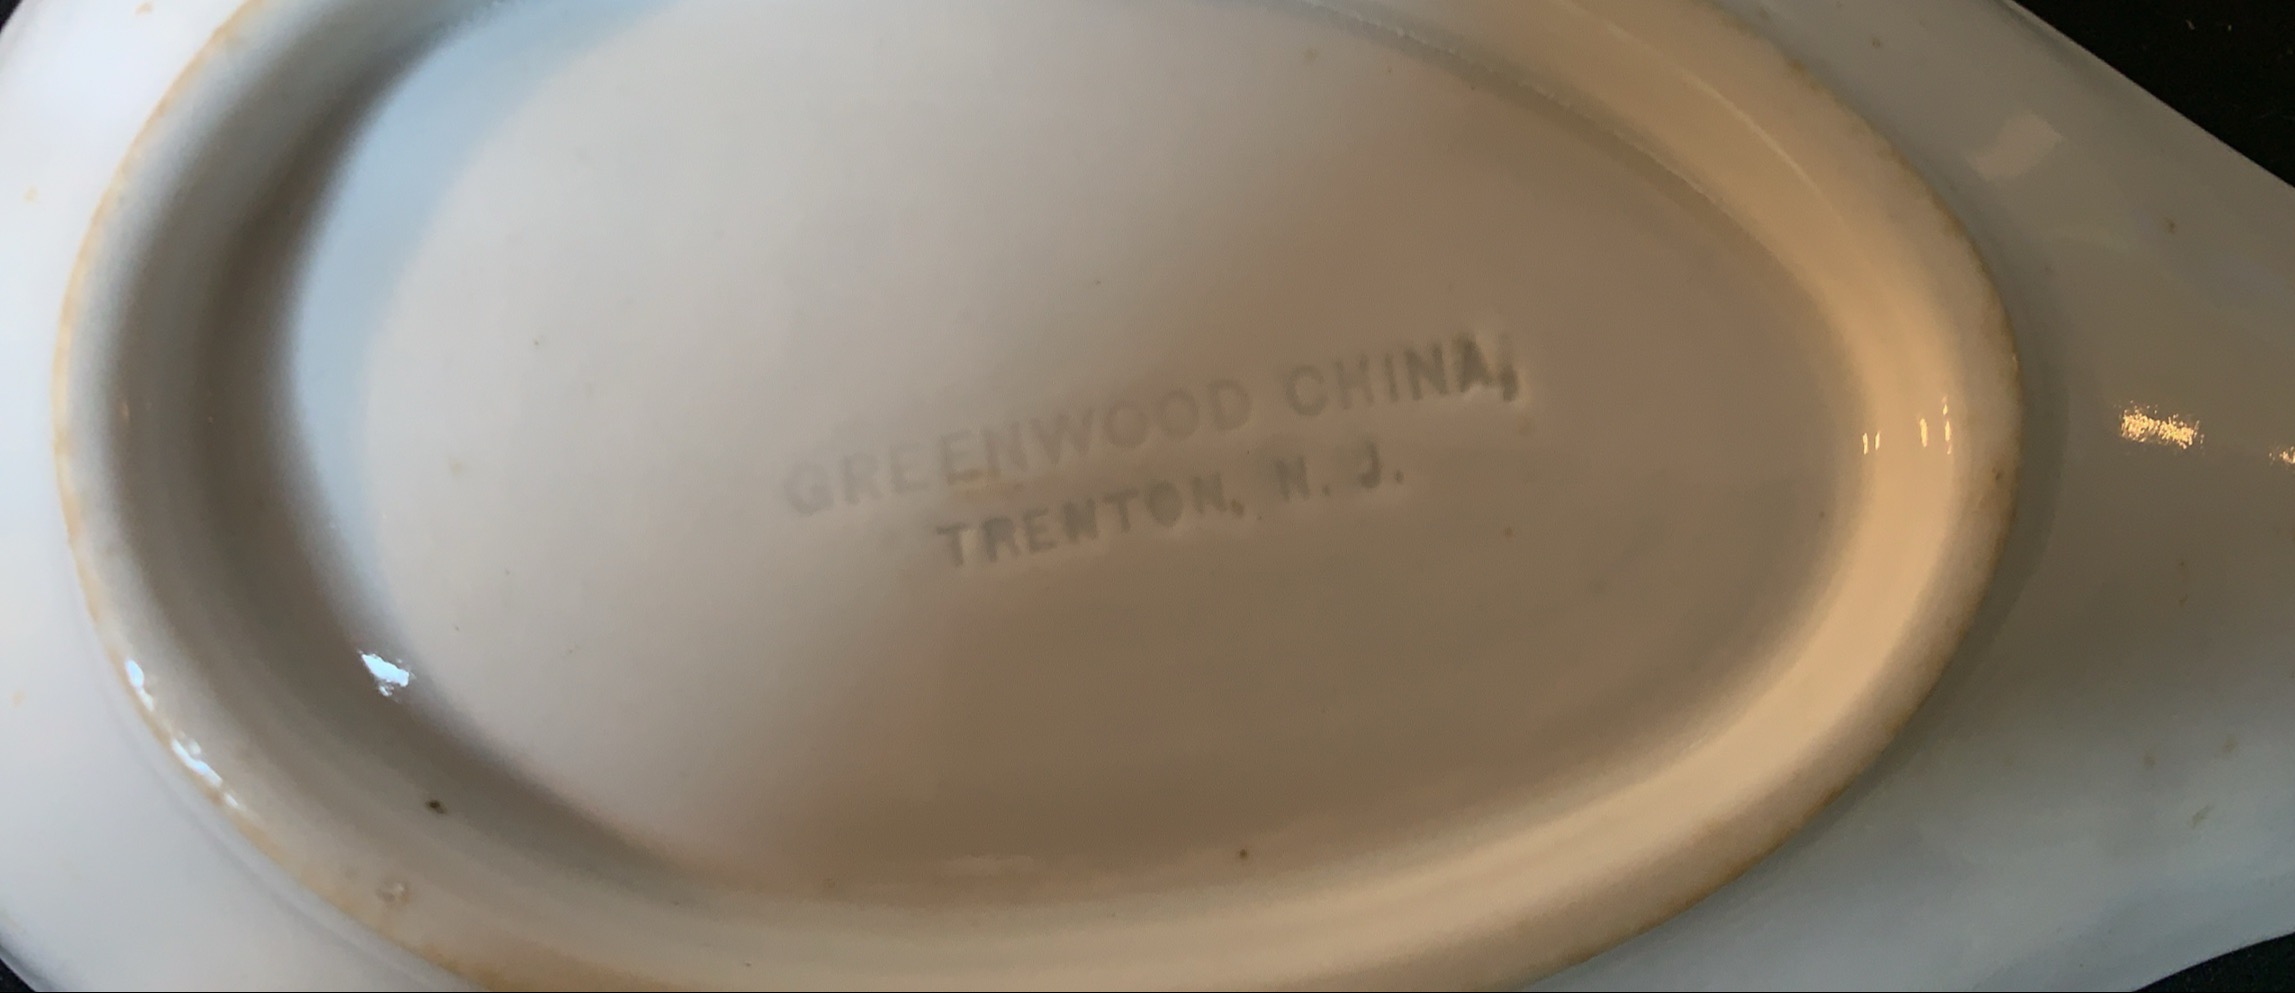 GREENWOOD CHINA,
TRENTON, N. J.